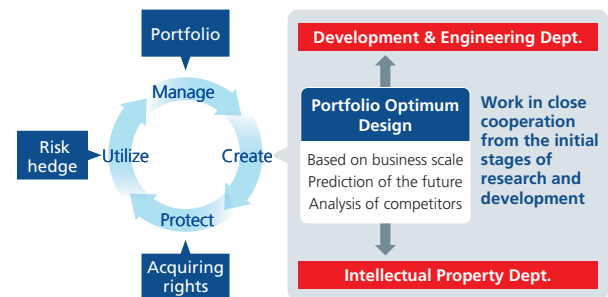 Portfolio
Manage
Risk
hedge
Utilize
Create
Protect
Acquiring
rights
Development & Engineering Dept.
Portfolio Optimum
Design
Based on business scale
Prediction of the future
Analysis of competitors
Work in close
cooperation
from the initial
stages of
research and
development
Intellectual Property Dept.